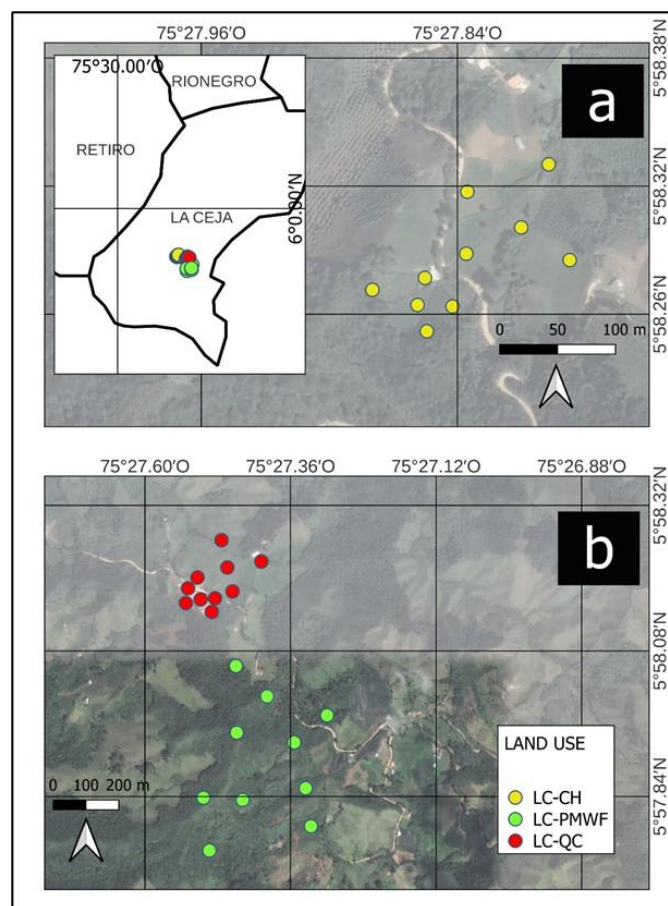 75°27.96′O 75°27.84′O
5°58.38′N
5°58.32′N
5°58.26′N
a
75°30.00′O
RIONEGRO
RETIRO
LA CEJA
6°0.00′N
0 50 100 m
75°27.60′O 75°27.36′O 75°27.12′O 75°26.88′O
5°58.32′N
5°58.08′N
5°57.84′N
b
0 100 200 m
LAND USE
LC-CH
LC-PMWF
LC-QC